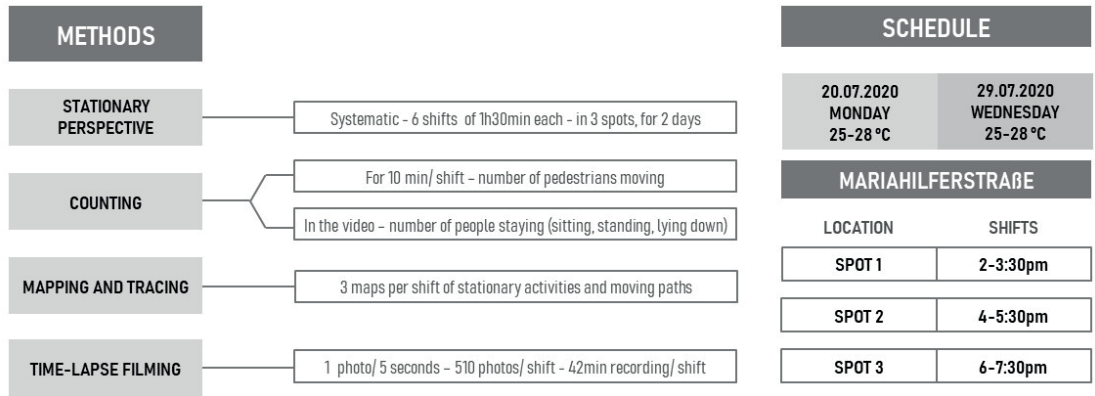 METHODS
STATIONARY
PERSPECTIVE
Systematic - 6 shifts of 1h30min each - in 3 spots, for 2 days
COUNTING
For 10 min/ shift – number of pedestrians moving
In the video – number of people staying (sitting, standing, lying down)
MAPPING AND TRACING
3 maps per shift of stationary activities and moving paths
TIME-LAPSE FILMING
1 photo/ 5 seconds – 510 photos/ shift - 42min recording/ shift
SCHEDULE
20.07.2020
MONDAY
25-28 ºC
29.07.2020
WEDNESDAY
25-28 ºC
MARIAHILFERSTRAßE
LOCATION SHIFTS
SPOT 1 2-3:30pm
SPOT 2 4-5:30pm
SPOT 3 6-7:30pm